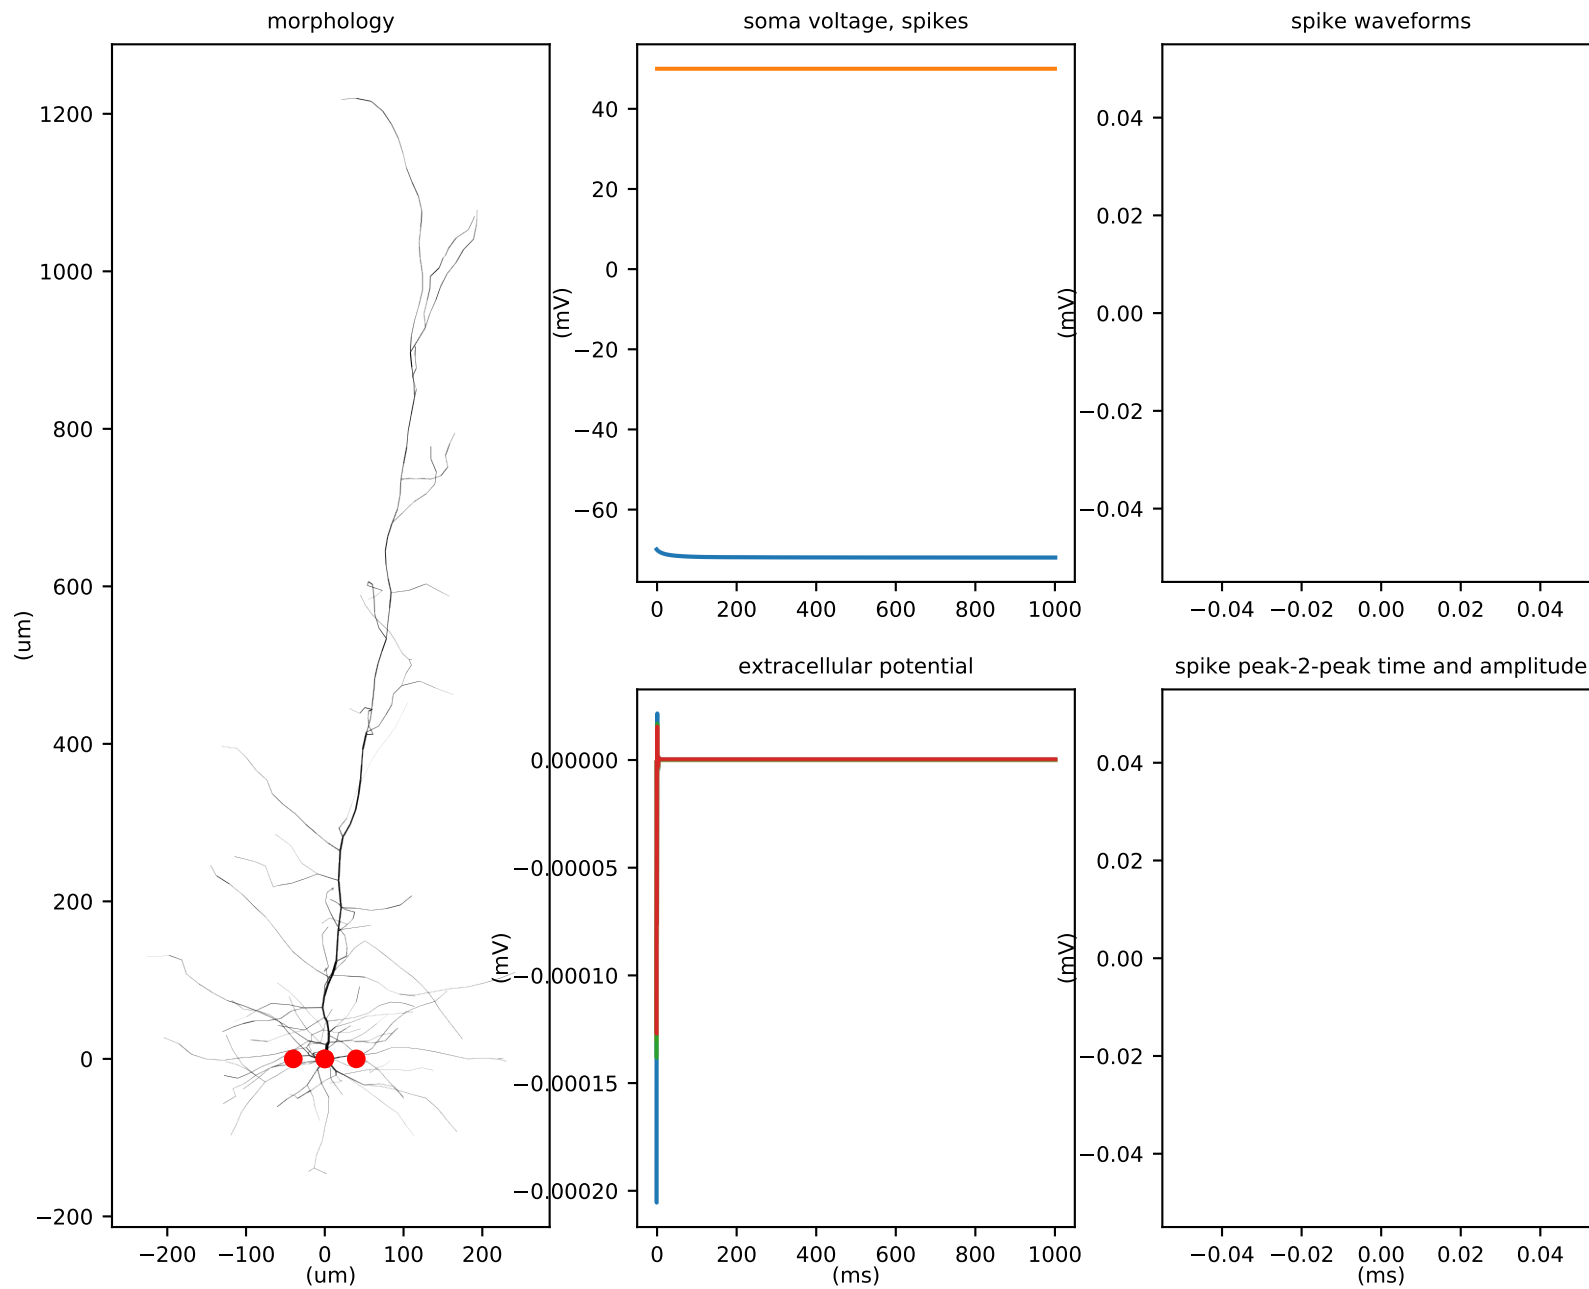 morphology
1200
1000
800
600
400
200
0
−200
(um)
−200 −100 0 100 200
(um)
soma voltage, spikes
40
20
0
−20
−40
−60
(mV)
0 200 400 600 800 1000
spike waveforms
0.04
0.02
0.00
−0.02
−0.04
(mV)
−0.04 −0.02 0.00 0.02 0.04
extracellular potential
0.00000
−0.00005
−0.00010
−0.00015
−0.00020
(mV)
0 200 400 600 800 1000
(ms)
spike peak-2-peak time and amplitude
0.04
0.02
0.00
−0.02
−0.04
(mV)
−0.04 −0.02 0.00 0.02 0.04
(ms)